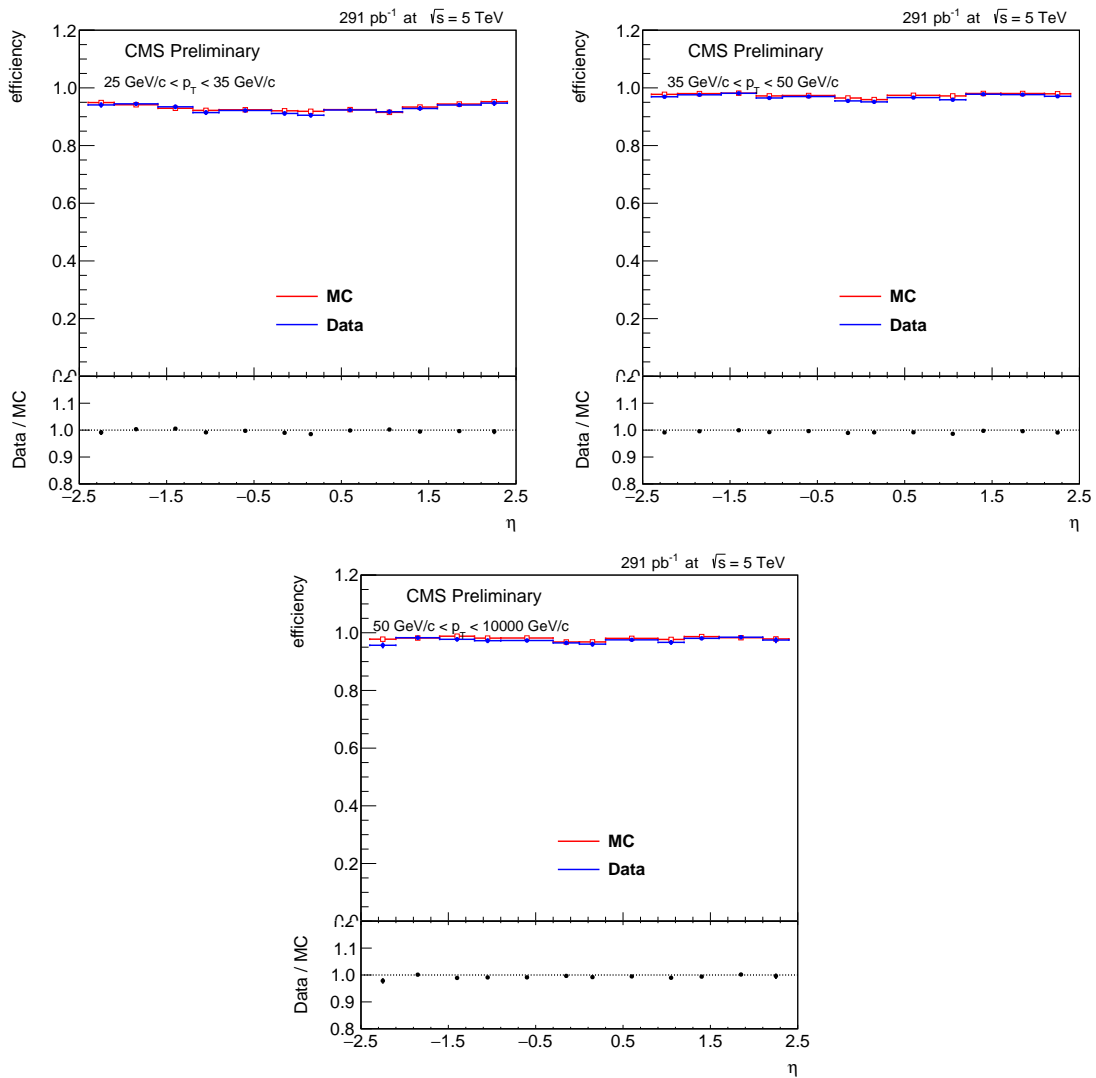 291 pb-1 at √s = 5 TeV
CMS Preliminary
25 GeV/c < pT < 35 GeV/c
efficiency
1.2
1.0
0.8
0.6
0.4
0.2
0.0
MC
Data
Data / MC
1.1
1.0
0.9
0.8
−2.5 −1.5 −0.5 0.5 1.5 2.5
η
291 pb-1 at √s = 5 TeV
CMS Preliminary
35 GeV/c < pT < 50 GeV/c
efficiency
1.2
1.0
0.8
0.6
0.4
0.2
MC
Data
Data / MC
1.1
1.0
0.9
0.8
−2.5 −1.5 −0.5 0.5 1.5 2.5
η
291 pb-1 at √s = 5 TeV
CMS Preliminary
50 GeV/c < pT < 10000 GeV/c
efficiency
1.2
1.0
0.8
0.6
0.4
0.2
MC
Data
Data / MC
1.1
1.0
0.9
0.8
−2.5 −1.5 −0.5 0.5 1.5 2.5
η